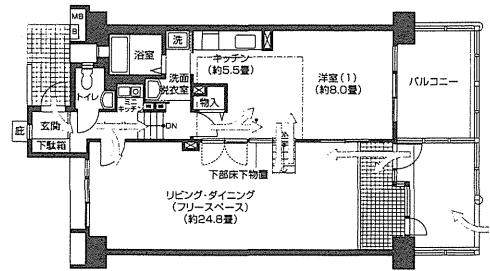 MB
B
浴室
洗
キッチン
(約5.5畳)
洋室(1)
(約8.0畳)
バルコニー
トイレ
洗面
脱衣室
ミニ
キッチン
物入
玄関
DN
庇
下駄箱
下部床下物置
リビング・ダイニング
(フリースペース)
(約24.8畳)